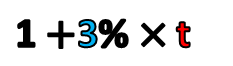 1 + 3% × t